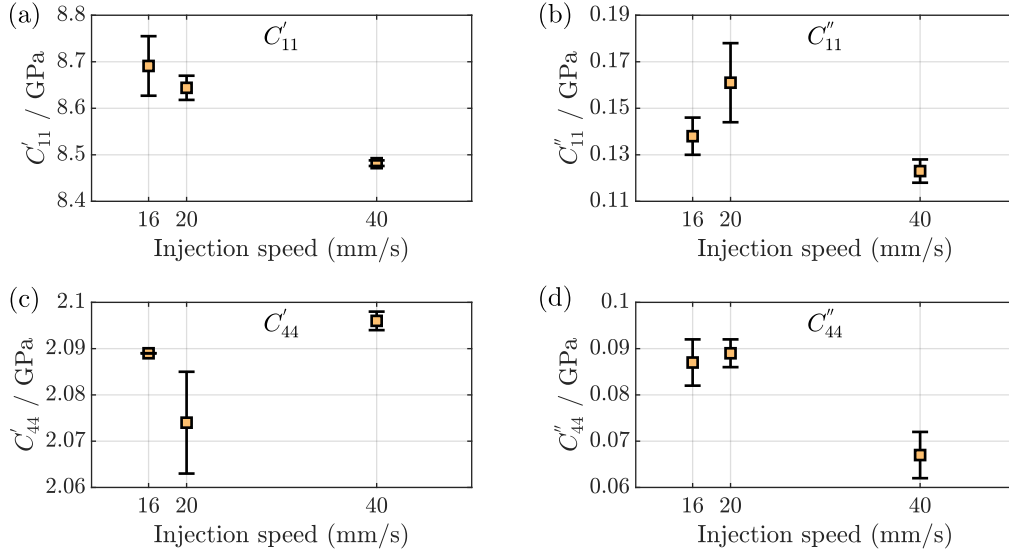 (a)
C′11
8.8
8.7
8.6
8.5
8.4
C′11 / GPa
16 20 40
Injection speed (mm/s)
(b)
C″11
0.19
0.17
0.15
0.13
0.11
C″11 / GPa
16 20 40
Injection speed (mm/s)
(c)
C′44
2.1
2.09
2.08
2.07
2.06
C′44 / GPa
16 20 40
Injection speed (mm/s)
(d)
C″44
0.1
0.09
0.08
0.07
0.06
C″44 / GPa
16 20 40
Injection speed (mm/s)